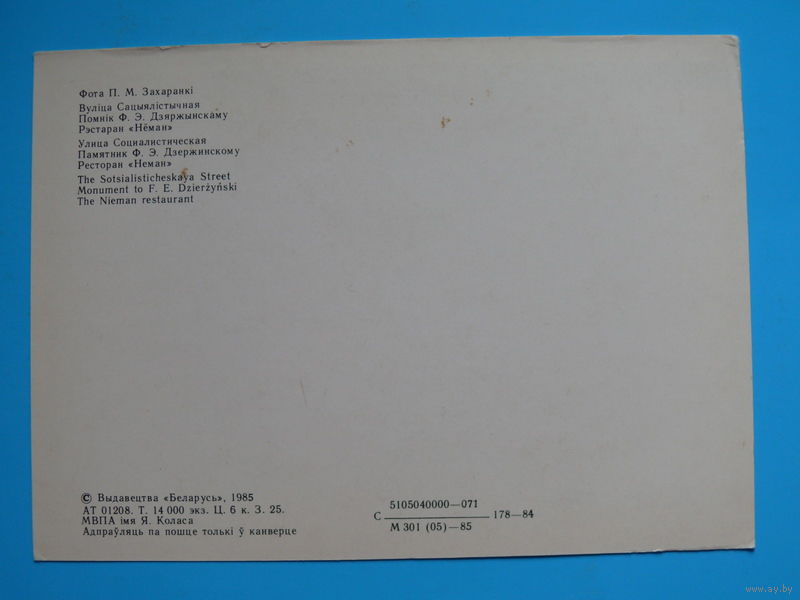 Фота П. М. Захаранкі
Вуліца Сацыялістычная
Помнік Ф. Э. Дзяржынскаму
Рэстаран «Нёман»
Улица Социалистическая
Памятник Ф. Э. Дзержинскому
Ресторан «Неман»
The Sotsialisticheskaya Street
Monument to F. E. Dzierżyński
The Nieman restaurant
© Выдавецтва «Беларусь», 1985
АТ 01208. Т. 14 000 экз. Ц. 6 к. З. 25.
МВПА імя Я. Коласа
Адпраўляць па пошце толькі ў канверце
5105040000—071
С 178—84
М 301 (05)—85
www.ay.by